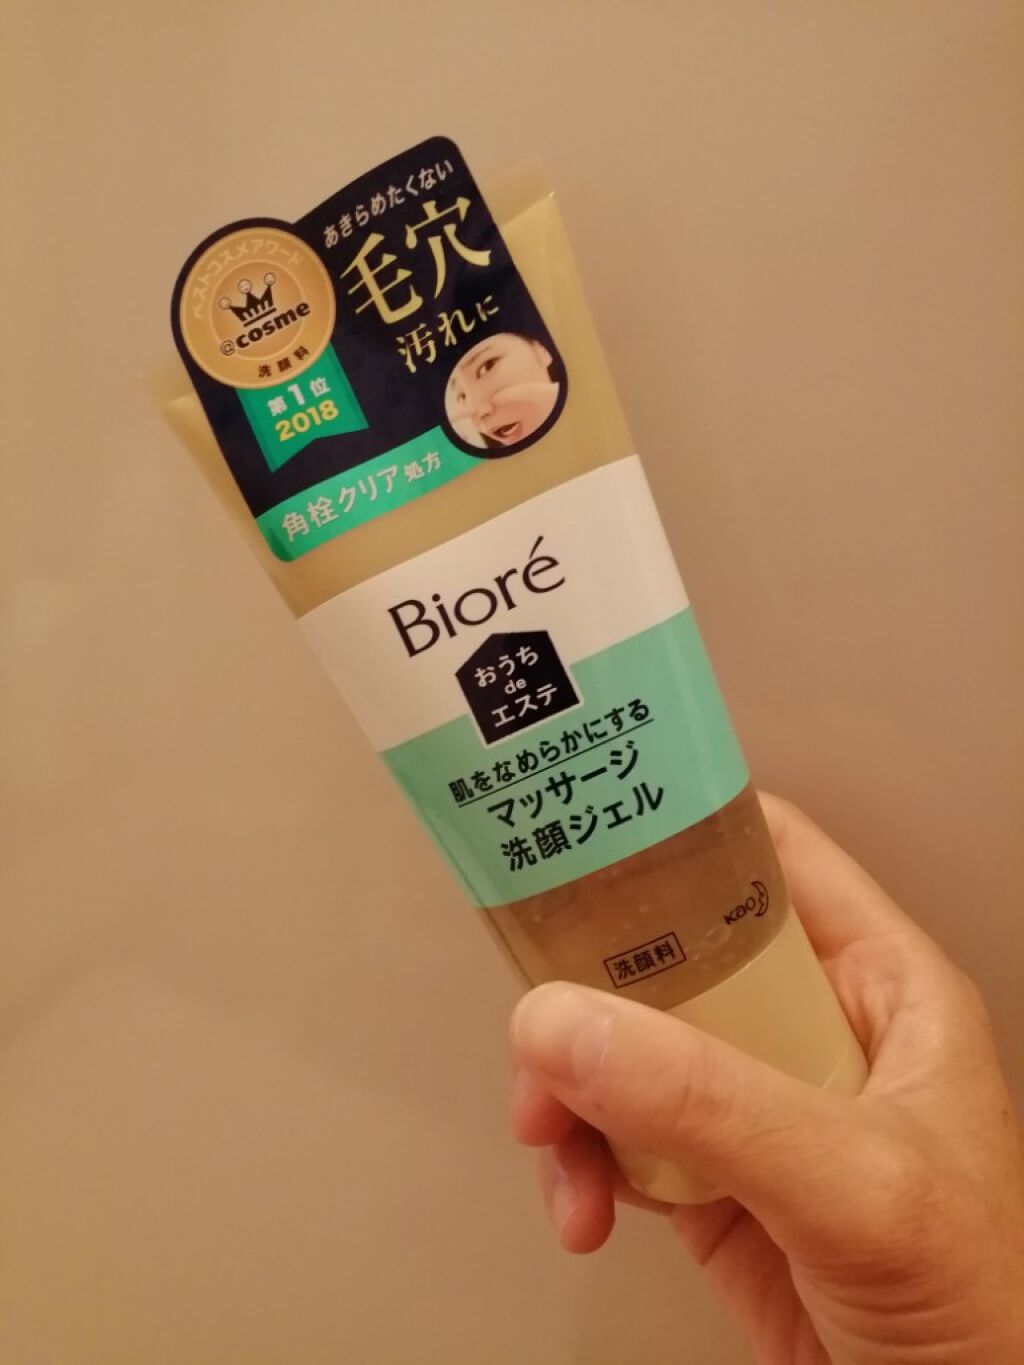 あきらめたくない
毛穴
汚れに
ベストコスメアワード
@cosme
洗顔料
第1位
2018
角栓クリア処方
Bioré
おうち
de
エステ
肌をなめらかにする
マッサージ
洗顔ジェル
kao
洗顔料